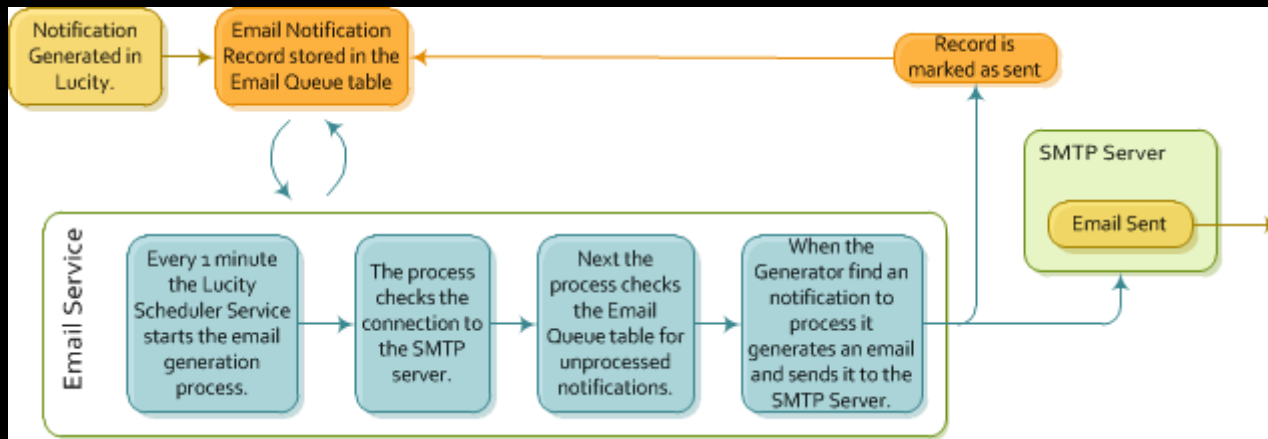 Notification
Generated in
Lucity.
Email Notification
Record stored in the
Email Queue table
Record is
marked as sent
SMTP Server
Email Sent
Email Service
Every 1 minute
the Lucity
Scheduler Service
starts the email
generation
process.
The process
checks the
connection to
the SMTP
server.
Next the
process checks
the Email
Queue table for
unprocessed
notifications.
When the
Generator find an
notification to
process it
generates an email
and sends it to the
SMTP Server.